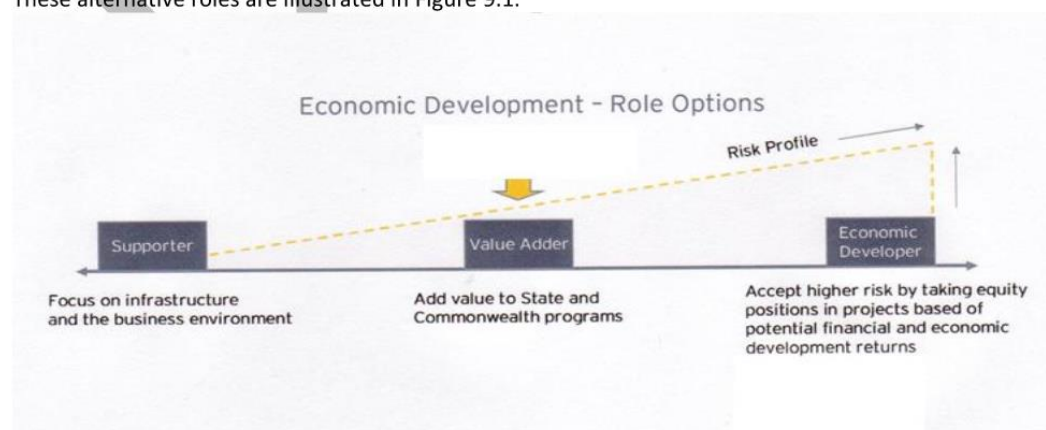 These alternative roles are illustrated in Figure 9.1.
Economic Development – Role Options
Risk Profile
Supporter
Value Adder
Economic
Developer
Focus on infrastructure
and the business environment
Add value to State and
Commonwealth programs
Accept higher risk by taking equity
positions in projects based of
potential financial and economic
development returns